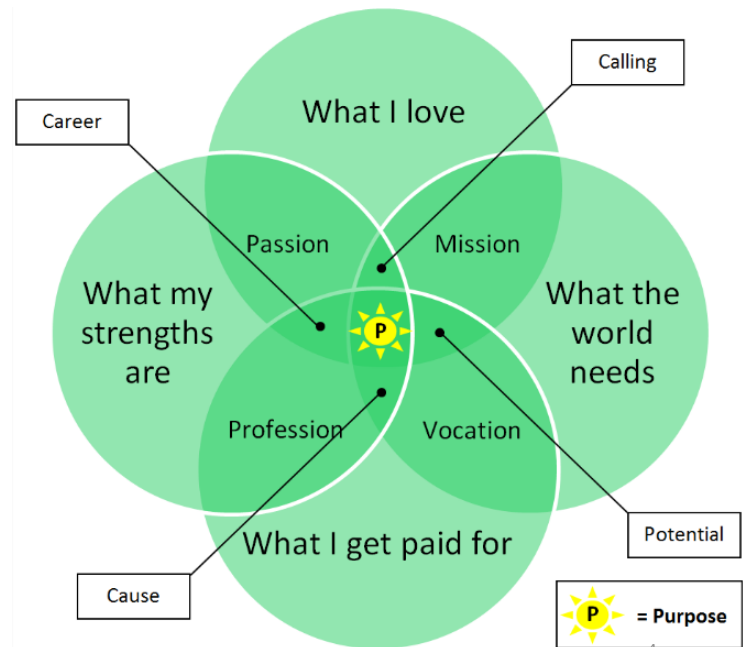 Calling
What I love
Career
Passion
Mission
What my
strengths
are
What the
world
needs
P
Profession
Vocation
What I get paid for
Potential
Cause
P = Purpose